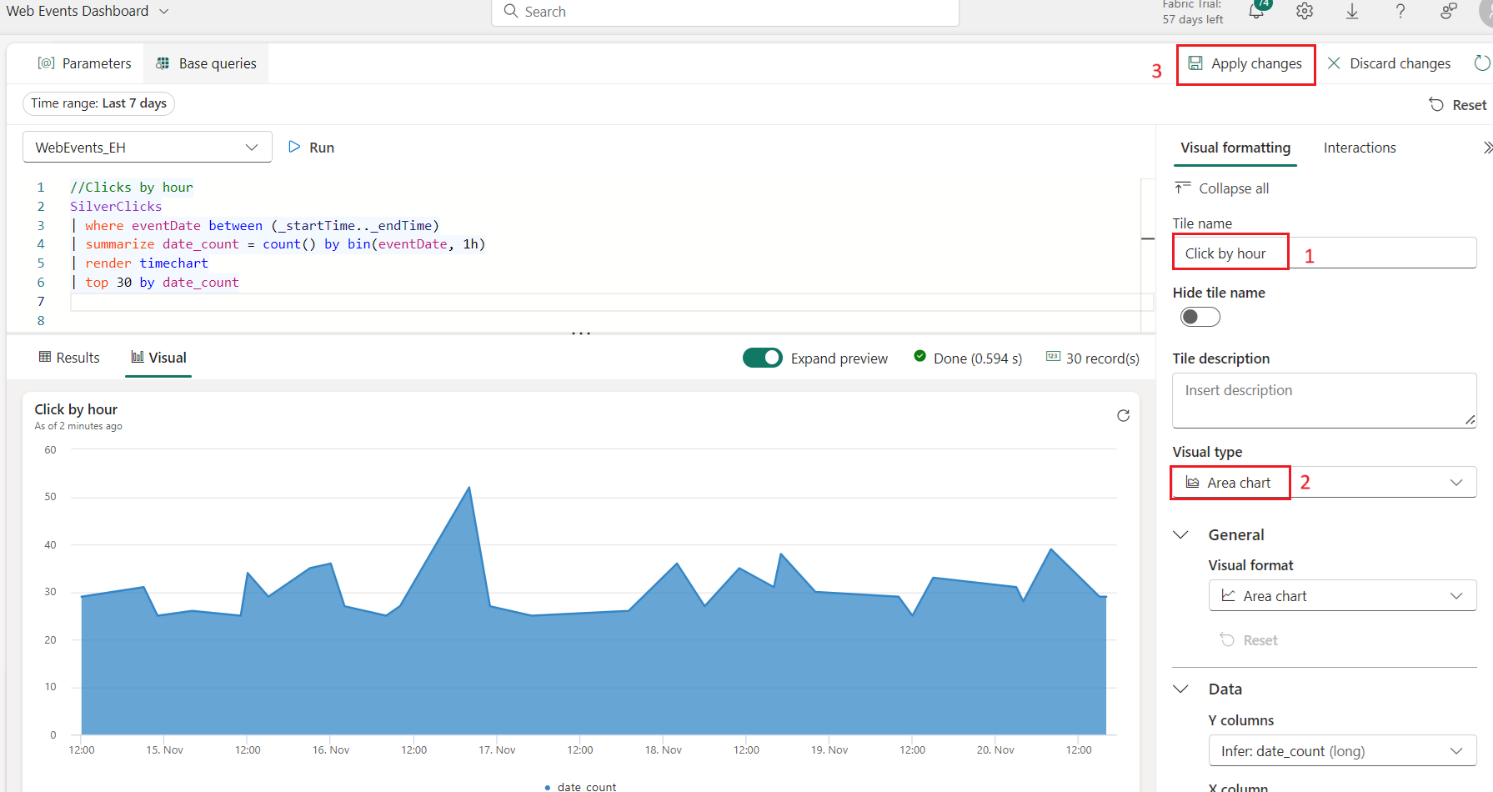 Web Events Dashboard
Search
Fabric Trial:
57 days left
74
?
[@] Parameters
Base queries
3
Apply changes
Discard changes
Time range: Last 7 days
Reset
WebEvents_EH
Run
Visual formatting
Interactions
1 //Clicks by hour
2 SilverClicks
3 | where eventDate between (_startTime.._endTime)
4 | summarize date_count = count() by bin(eventDate, 1h)
5 | render timechart
6 | top 30 by date_count
7
8
Collapse all
Tile name
Click by hour
1
Hide tile name
Results
Visual
Expand preview
Done (0.594 s)
123
30 record(s)
Tile description
Insert description
Click by hour
As of 2 minutes ago
60
50
40
30
20
10
0
12:00 15. Nov 12:00 16. Nov 12:00 17. Nov 12:00 18. Nov 12:00 19. Nov 12:00 20. Nov 12:00
date_count
Visual type
Area chart
2
General
Visual format
Area chart
Reset
Data
Y columns
Infer: date_count (long)
X column